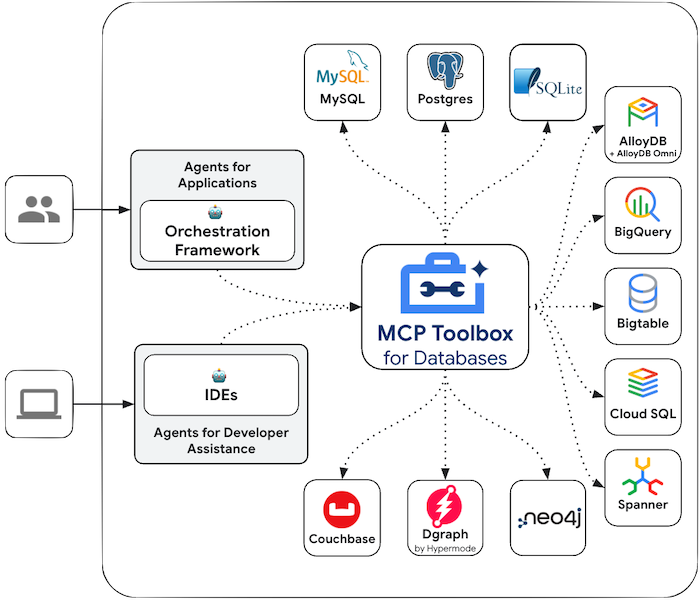 MySQL
MySQL
Postgres
SQLite
AlloyDB
+ AlloyDB Omni
Agents for
Applications
Orchestration
Framework
BigQuery
MCP Toolbox
for Databases
Bigtable
IDEs
Agents for Developer
Assistance
Cloud SQL
Spanner
Couchbase
Dgraph
by Hypermode
neo4j